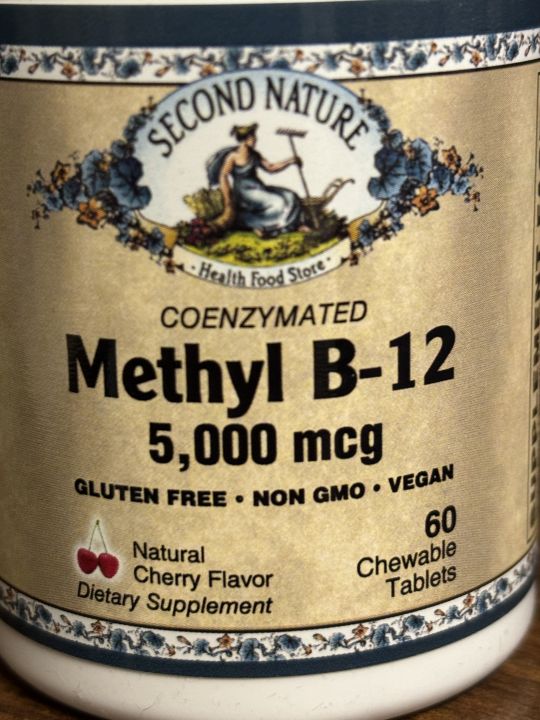 SECOND NATURE
· Health Food Store ·
COENZYMATED
Methyl B-12
5,000 mcg
GLUTEN FREE • NON GMO • VEGAN
Natural
Cherry Flavor
Dietary Supplement
60
Chewable
Tablets